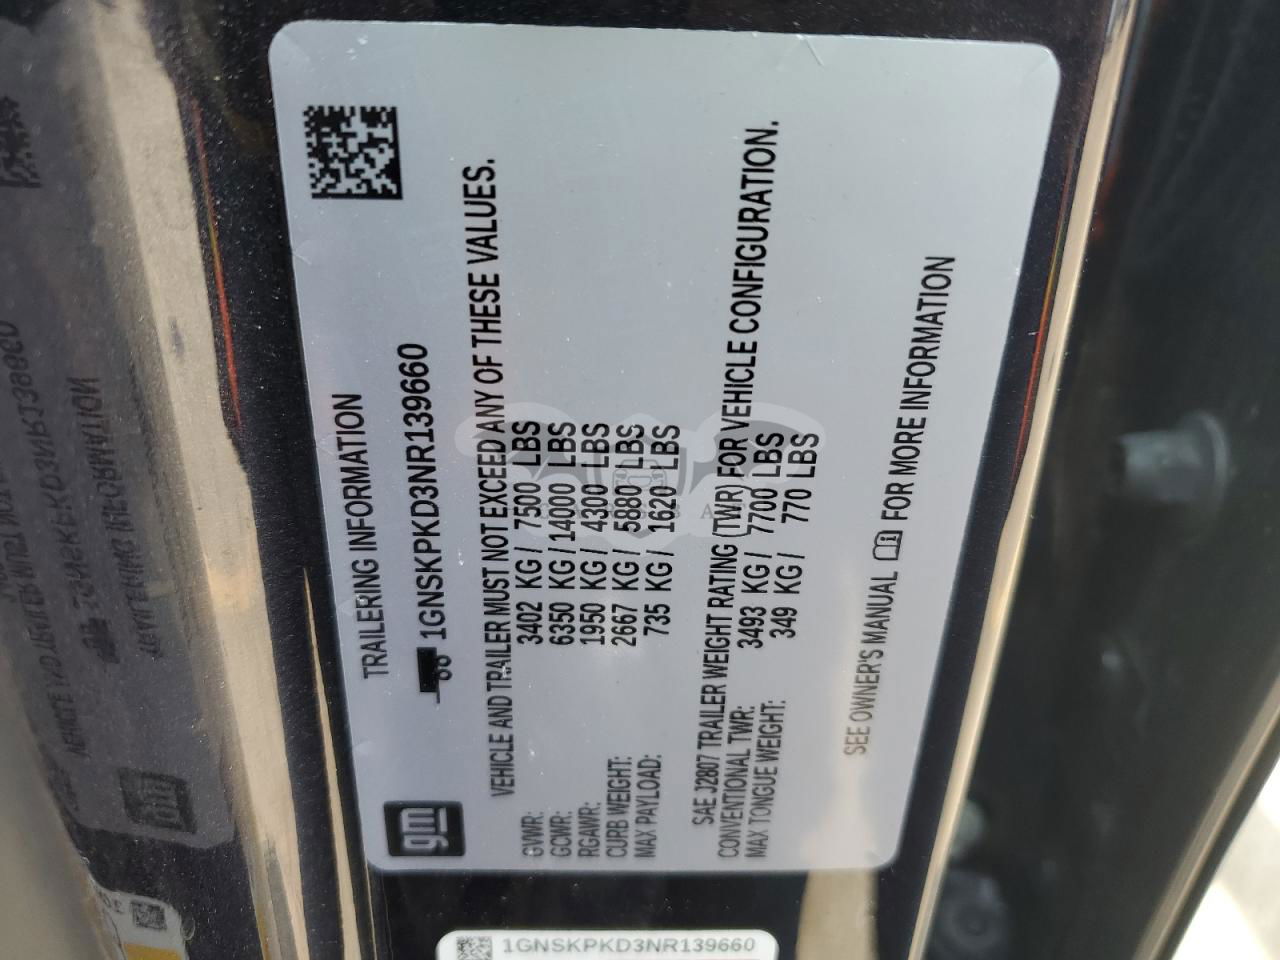 gm
TRAILERING INFORMATION
1GNSKPKD3NR139660
VEHICLE AND TRAILER MUST NOT EXCEED ANY OF THESE VALUES.
GVWR: 3402 KG / 7500 LBS
GCWR: 6350 KG / 14000 LBS
RGAWR: 1950 KG / 4300 LBS
CURB WEIGHT: 2667 KG / 5880 LBS
MAX PAYLOAD: 735 KG / 1620 LBS
SAE J2807 TRAILER WEIGHT RATING (TWR) FOR VEHICLE CONFIGURATION.
CONVENTIONAL TWR: 3493 KG / 7700 LBS
MAX TONGUE WEIGHT: 349 KG / 770 LBS
SEE OWNER'S MANUAL FOR MORE INFORMATION
1GNSKPKD3NR139660